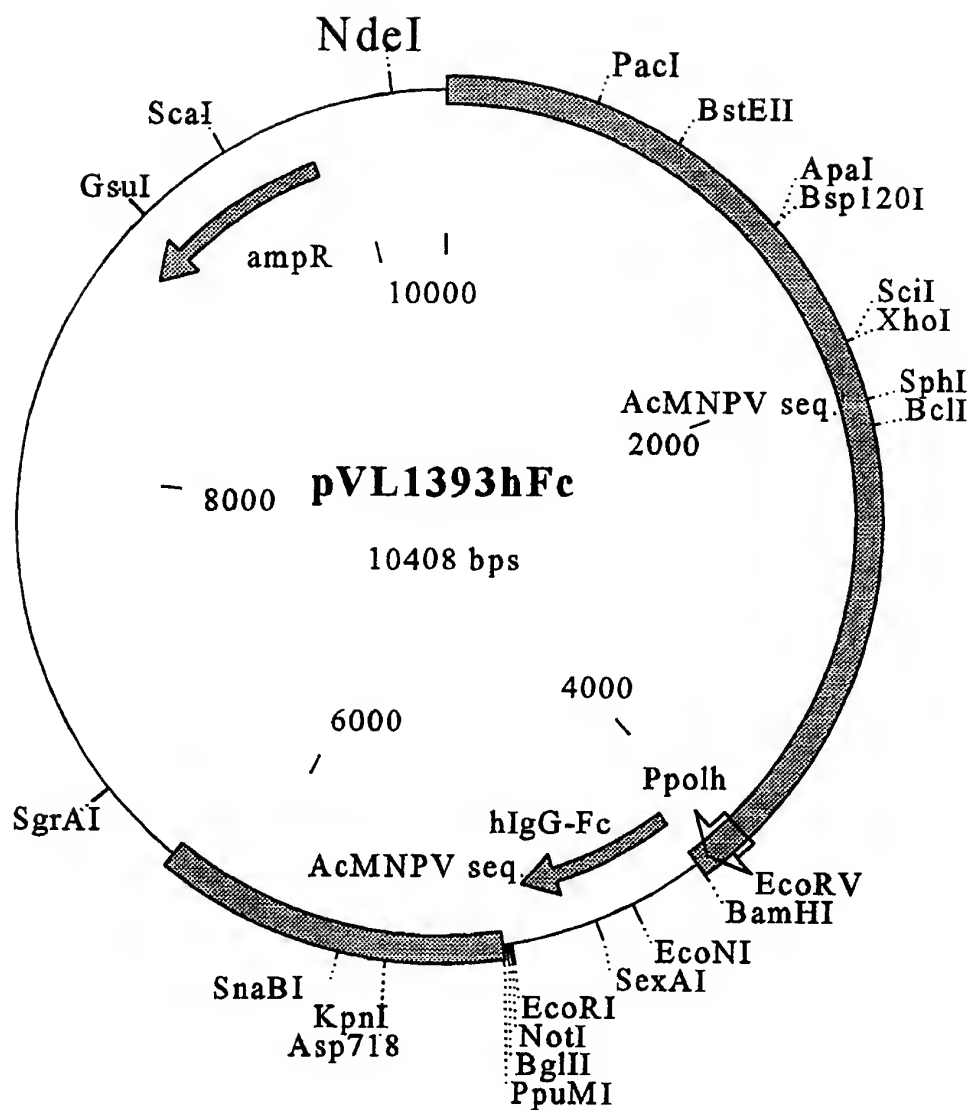 NdeI
PacI
ScaI
BstEII
GsuI
ApaI
Bsp120I
ampR
10000
SciI
XhoI
SphI
AcMNPV seq.
BclI
2000
pVL1393hFc
8000
10408 bps
4000
6000
Ppolh
SgrAI
hIgG-Fc
AcMNPV seq.
EcoRV
BamHI
EcoNI
SexAI
SnaBI
EcoRI
KpnI
NotI
Asp718
BglII
PpuMI